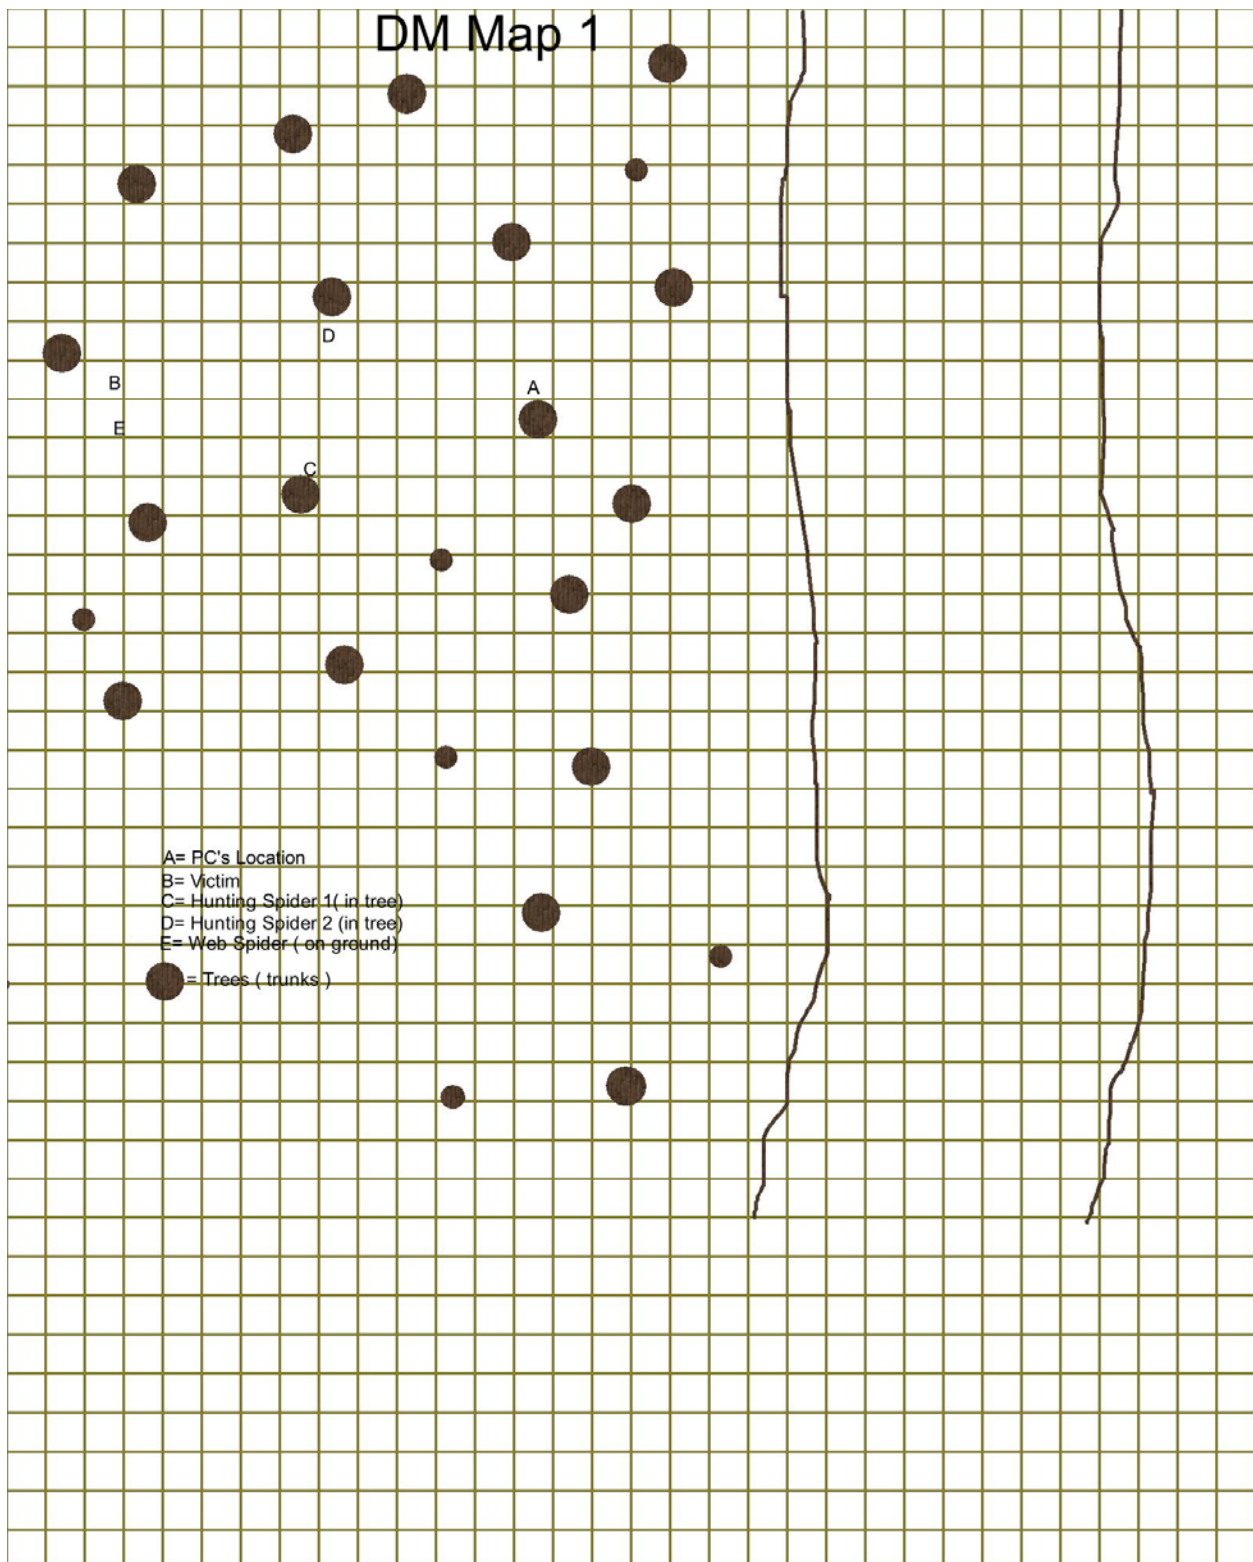 DM Map 1
D
B
A
E
C
A= PC's Location
B= Victim
C= Hunting Spider 1( in tree)
D= Hunting Spider 2 (in tree)
E= Web Spider ( on ground)
= Trees ( trunks )